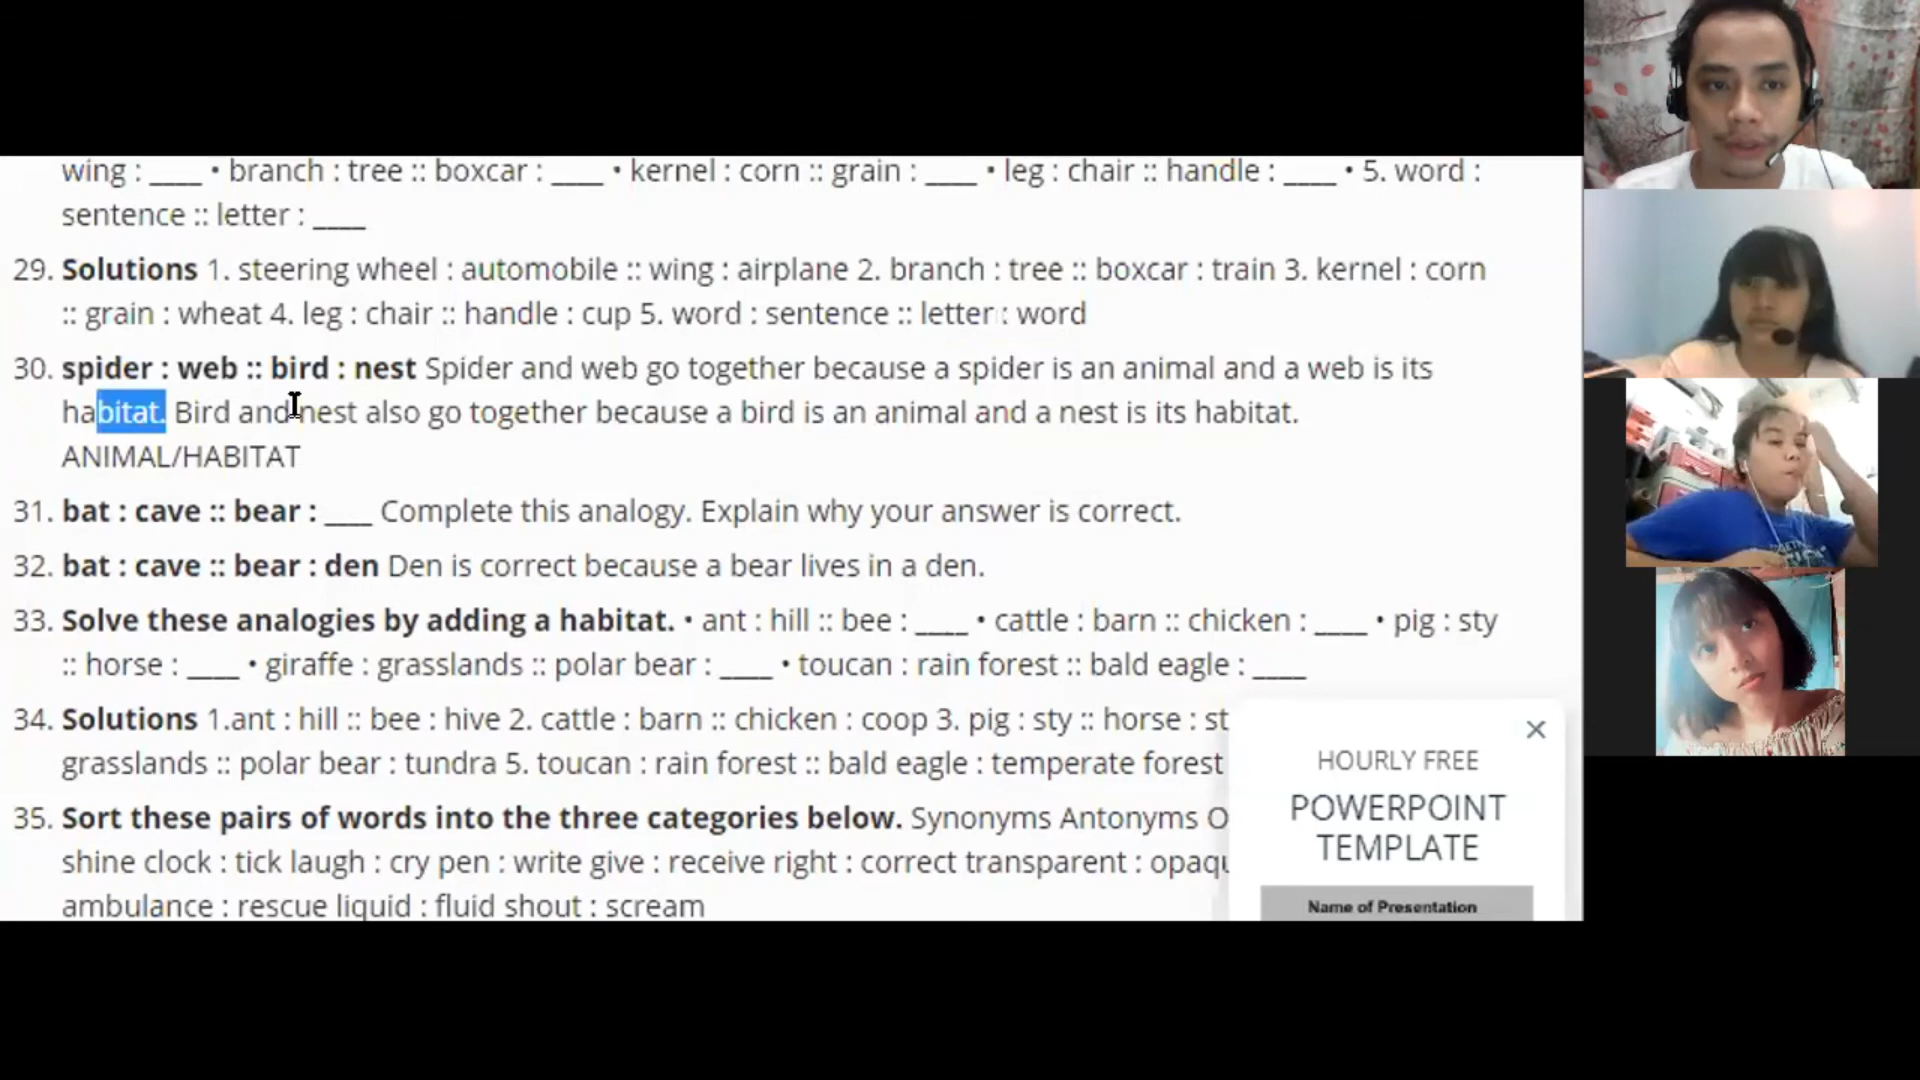 wing : ____ • branch : tree :: boxcar : ____ • kernel : corn :: grain : ____ • leg : chair :: handle : ____ • 5. word :
sentence :: letter : ____
29. Solutions 1. steering wheel : automobile :: wing : airplane 2. branch : tree :: boxcar : train 3. kernel : corn
:: grain : wheat 4. leg : chair :: handle : cup 5. word : sentence :: letter : word
30. spider : web :: bird : nest Spider and web go together because a spider is an animal and a web is its
habitat. Bird and nest also go together because a bird is an animal and a nest is its habitat.
ANIMAL/HABITAT
31. bat : cave :: bear : ____ Complete this analogy. Explain why your answer is correct.
32. bat : cave :: bear : den Den is correct because a bear lives in a den.
33. Solve these analogies by adding a habitat. • ant : hill :: bee : ____ • cattle : barn :: chicken : ____ • pig : sty
:: horse : ____ • giraffe : grasslands :: polar bear : ____ • toucan : rain forest :: bald eagle : ____
34. Solutions 1.ant : hill :: bee : hive 2. cattle : barn :: chicken : coop 3. pig : sty :: horse : st
grasslands :: polar bear : tundra 5. toucan : rain forest :: bald eagle : temperate forest
35. Sort these pairs of words into the three categories below. Synonyms Antonyms O
shine clock : tick laugh : cry pen : write give : receive right : correct transparent : opaqu
ambulance : rescue liquid : fluid shout : scream
HOURLY FREE
POWERPOINT
TEMPLATE
Name of Presentation